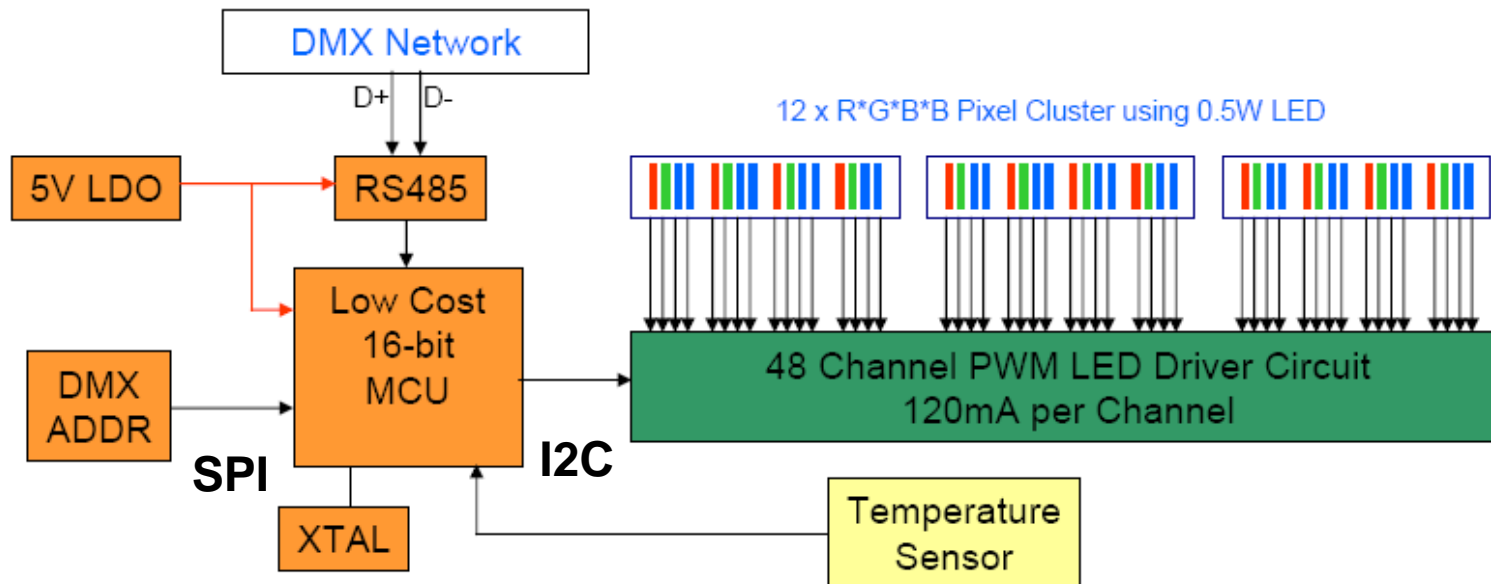 DMX Network
D+
D-
12 x R*G*B*B Pixel Cluster using 0.5W LED
5V LDO
RS485
Low Cost
16-bit
MCU
48 Channel PWM LED Driver Circuit
120mA per Channel
DMX
ADDR
SPI
I2C
XTAL
Temperature
Sensor